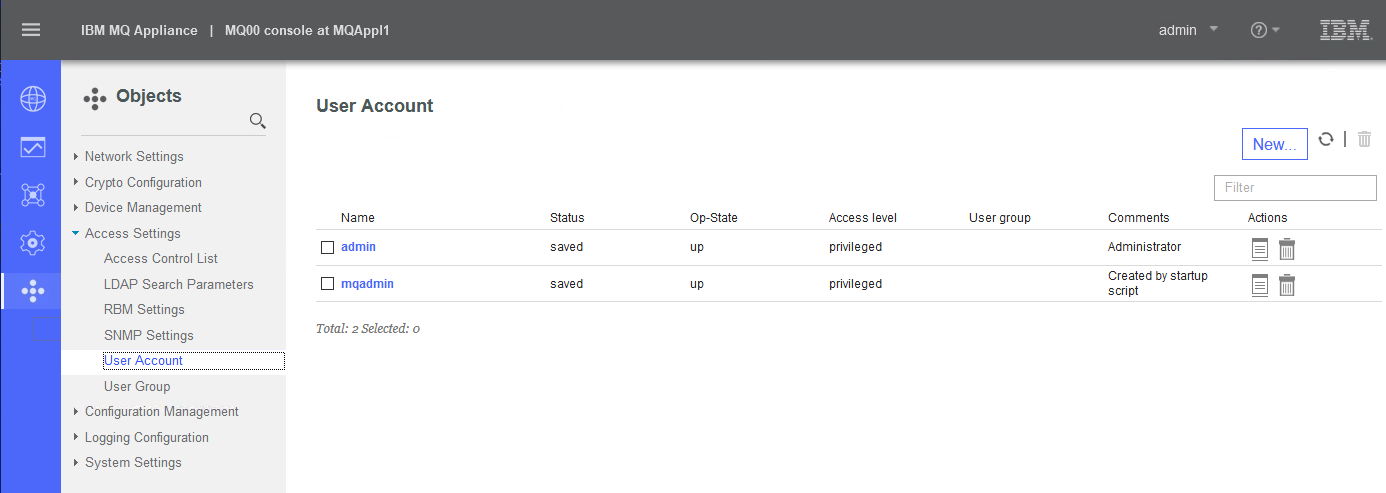 IBM MQ Appliance | MQ00 console at MQAppl1
admin
IBM
Objects
Network Settings
Crypto Configuration
Device Management
Access Settings
Access Control List
LDAP Search Parameters
RBM Settings
SNMP Settings
User Account
User Group
Configuration Management
Logging Configuration
System Settings
User Account
New...
Filter
Name Status Op-State Access level User group Comments Actions
admin saved up privileged Administrator
mqadmin saved up privileged Created by startup
script
Total: 2 Selected: 0